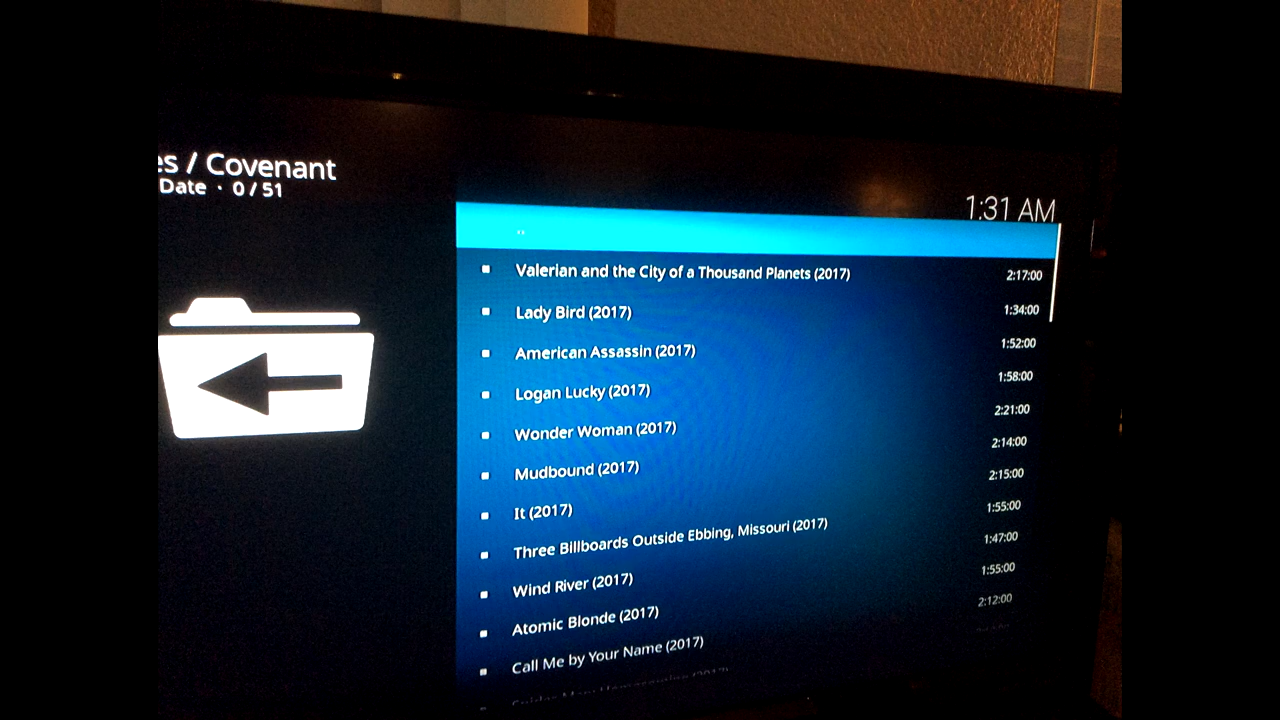 es / Covenant
Date · 0 / 51
1:31 AM
..
Valerian and the City of a Thousand Planets (2017) 2:17:00
Lady Bird (2017) 1:34:00
American Assassin (2017) 1:52:00
Logan Lucky (2017) 1:58:00
Wonder Woman (2017) 2:21:00
Mudbound (2017) 2:14:00
It (2017) 2:15:00
Three Billboards Outside Ebbing, Missouri (2017) 1:55:00
Wind River (2017) 1:47:00
Atomic Blonde (2017) 1:55:00
Call Me by Your Name (2017) 2:12:00